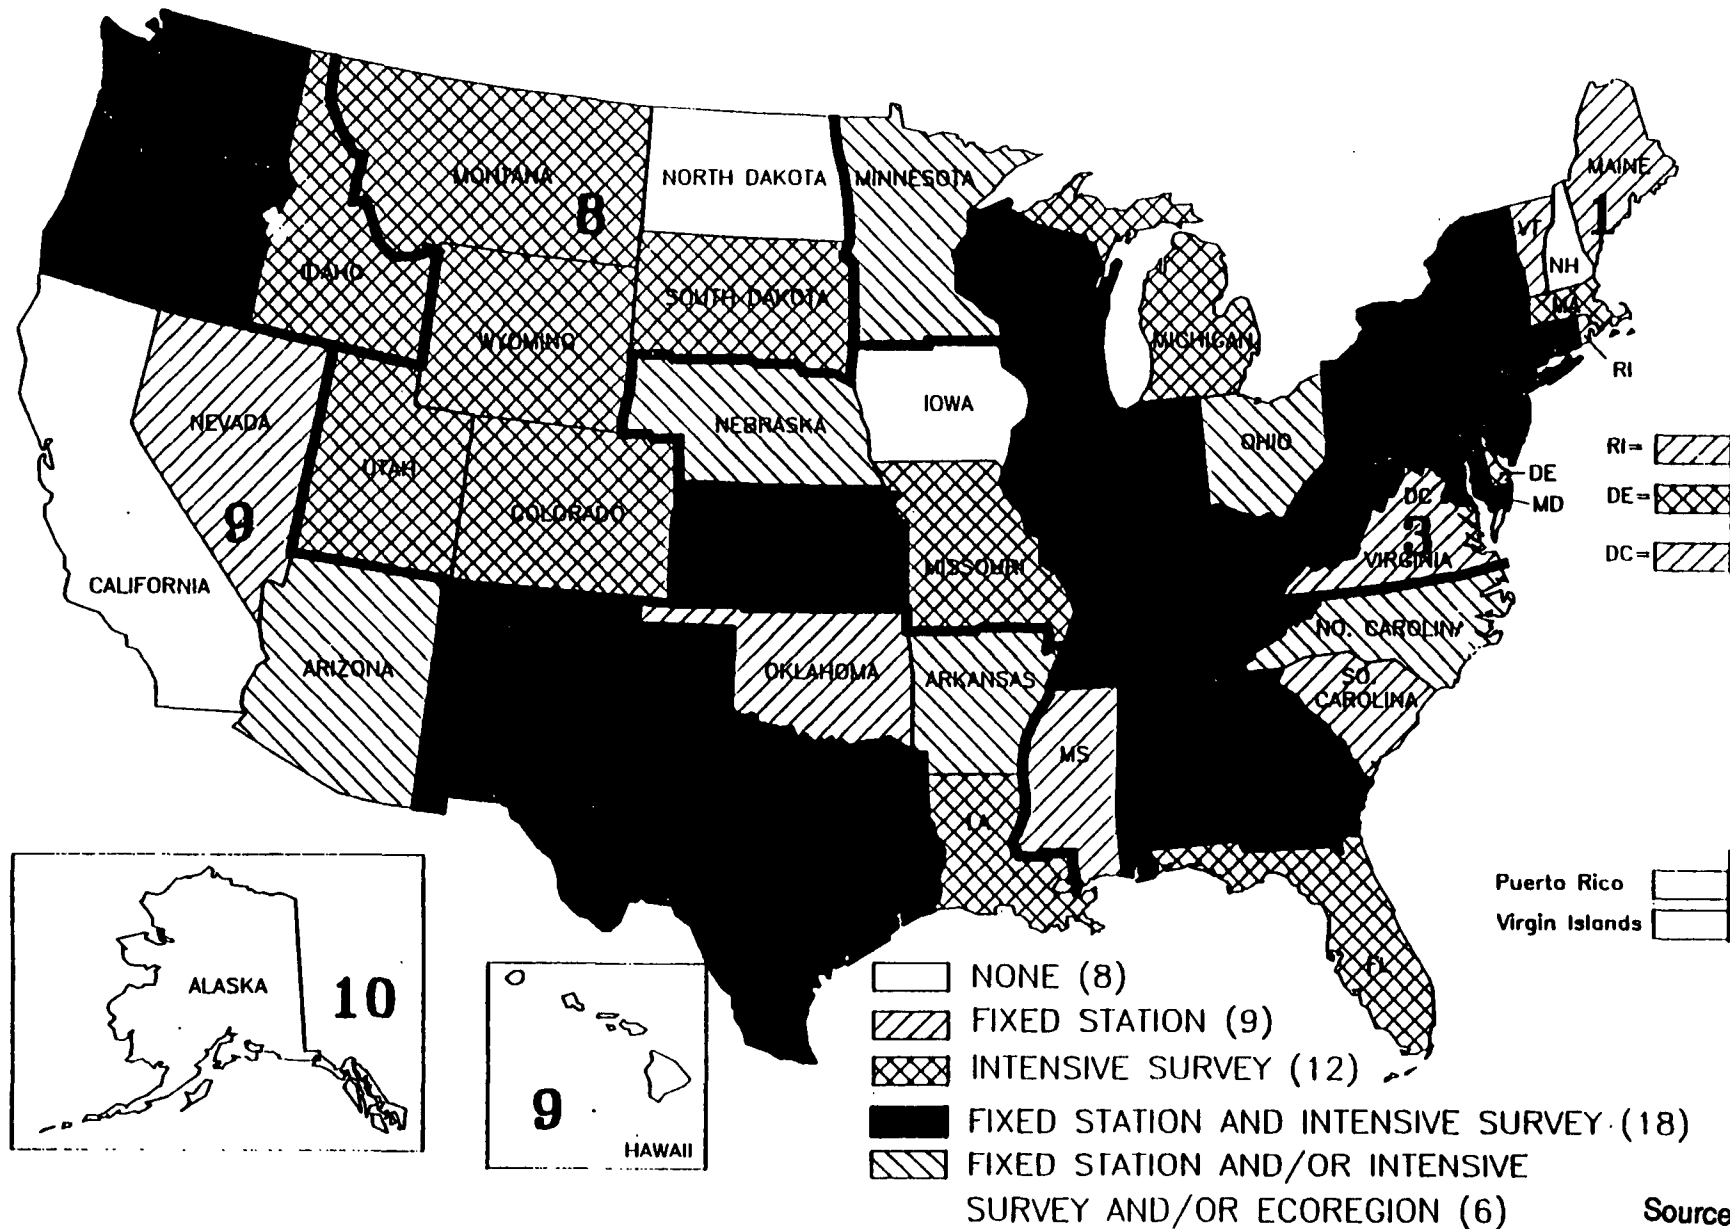 MONTANA
8
NORTH DAKOTA
MINNESOTA
MAINE
1
VT
NH
IDAHO
SOUTH DAKOTA
MA
WYOMING
MICHIGAN
RI
NEVADA
NEBRASKA
IOWA
OHIO
RI=
UTAH
COLORADO
DE
DE=
MD
DC
9
3
DC=
CALIFORNIA
MISSOURI
VIRGINIA
ARIZONA
OKLAHOMA
ARKANSAS
NO. CAROLINA
SO.
CAROLINA
MS
LA
FL
Puerto Rico
Virgin Islands
ALASKA
10
9
HAWAII
NONE (8)
FIXED STATION (9)
INTENSIVE SURVEY (12)
FIXED STATION AND INTENSIVE SURVEY (18)
FIXED STATION AND/OR INTENSIVE
SURVEY AND/OR ECOREGION (6)
Source